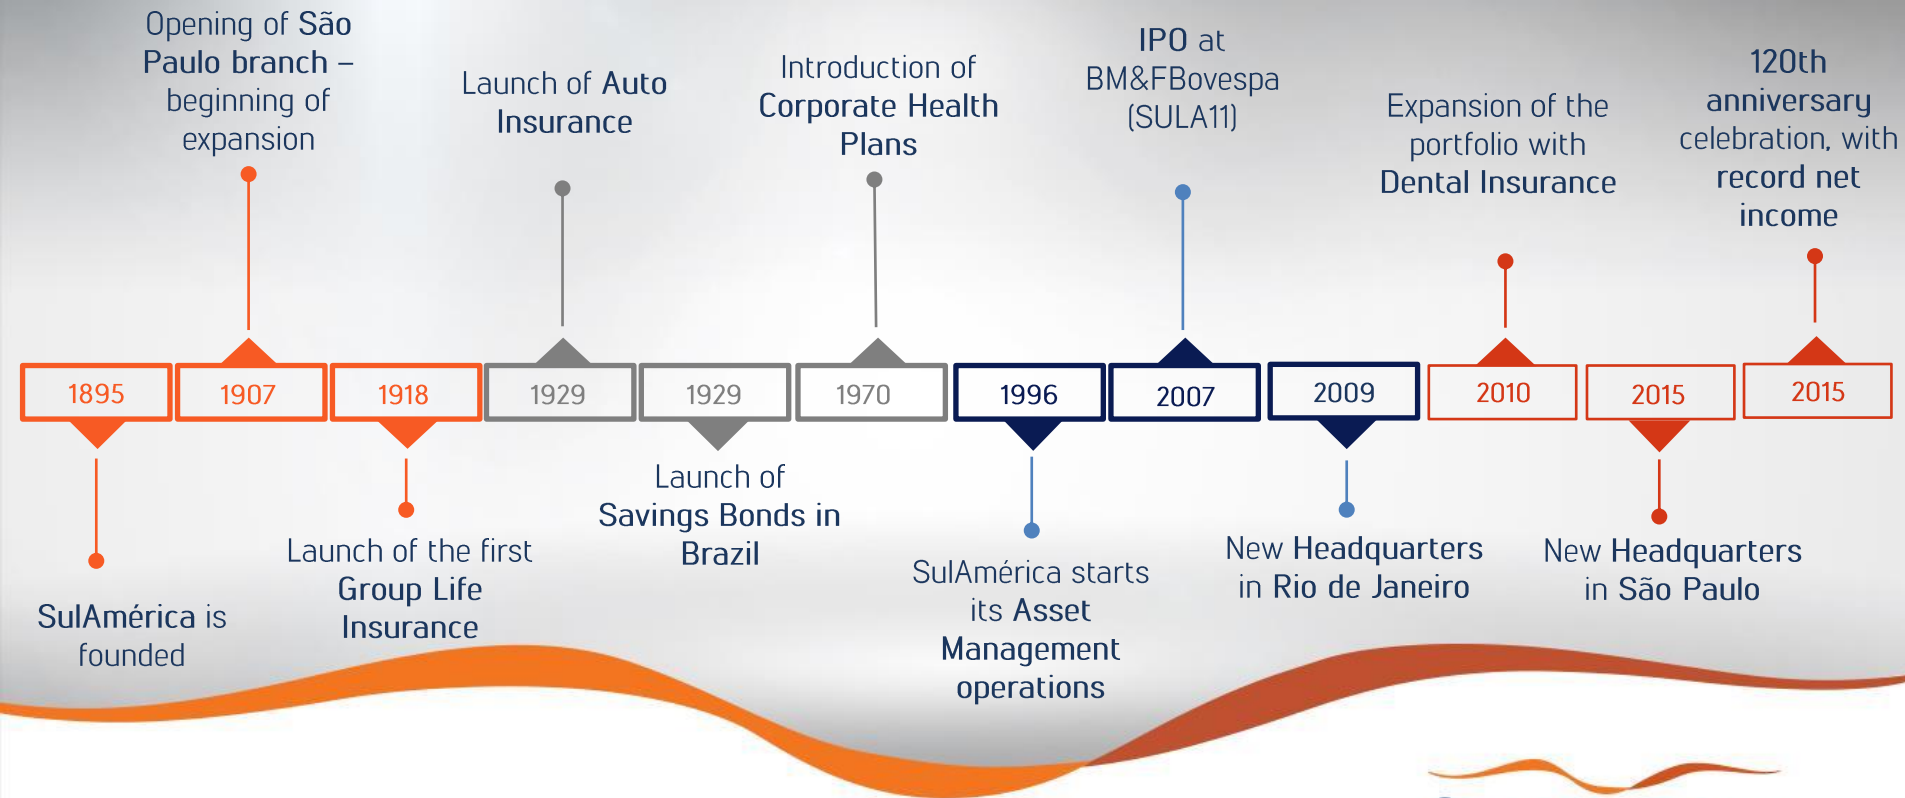 Opening of São
Paulo branch –
beginning of
expansion
Launch of Auto
Insurance
Introduction of
Corporate Health
Plans
IPO at
BM&FBovespa
(SULA11)
Expansion of the
portfolio with
Dental Insurance
120th
anniversary
celebration, with
record net
income
1895
1907
1918
1929
1929
1970
1996
2007
2009
2010
2015
2015
SulAmérica is
founded
Launch of the first
Group Life
Insurance
Launch of
Savings Bonds in
Brazil
SulAmérica starts
its Asset
Management
operations
New Headquarters
in Rio de Janeiro
New Headquarters
in São Paulo